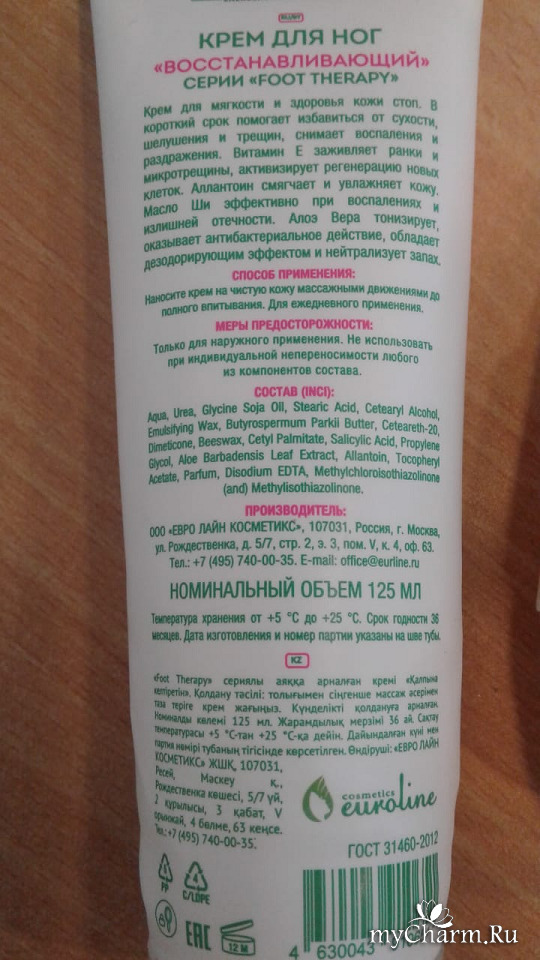 КРЕМ ДЛЯ НОГ
«ВОССТАНАВЛИВАЮЩИЙ»
СЕРИИ «FOOT THERAPY»
Крем для мягкости и здоровья кожи стоп. В
короткий срок помогает избавиться от сухости,
шелушения и трещин, снимает воспаления и
раздражения. Витамин Е заживляет ранки и
микротрещины, активизирует регенерацию новых
клеток. Аллантоин смягчает и увлажняет кожу.
Масло Ши эффективно при воспалениях и
излишней отечности. Алоэ Вера тонизирует,
оказывает антибактериальное действие, обладает
дезодорирующим эффектом и нейтрализует запах.
СПОСОБ ПРИМЕНЕНИЯ:
Наносите крем на чистую кожу массажными движениями до
полного впитывания. Для ежедневного применения.
МЕРЫ ПРЕДОСТОРОЖНОСТИ:
Только для наружного применения. Не использовать
при индивидуальной непереносимости любого
из компонентов состава.
СОСТАВ (INCI):
Aqua, Urea, Glycine Soja Oil, Stearic Acid, Cetearyl Alcohol,
Emulsifying Wax, Butyrospermum Parkii Butter, Ceteareth-20,
Dimeticone, Beeswax, Cetyl Palmitate, Salicylic Acid, Propylene
Glycol, Aloe Barbadensis Leaf Extract, Allantoin, Tocopheryl
Acetate, Parfum, Disodium EDTA, Methylchloroisothiazolinone
(and) Methylisothiazolinone.
ПРОИЗВОДИТЕЛЬ:
ООО «ЕВРО ЛАЙН КОСМЕТИКС», 107031, Россия, г. Москва,
ул. Рождественка, д. 5/7, стр. 2, э. 3, пом. V, к. 4, оф. 63.
Тел.: +7 (495) 740-00-35. E-mail: office@eurline.ru
НОМИНАЛЬНЫЙ ОБЪЕМ 125 МЛ
Температура хранения от +5 °С до +25 °С. Срок годности 36
месяцев. Дата изготовления и номер партии указаны на шве тубы.
KZ
«Foot Therapy» сериялы аяққа арналған кремі «Қалпына
келтіретін». Қолдану тәсілі: толығымен сіңгенше массаж әсерімен
таза теріге крем жағыңыз. Күнделікті қолдануға арналған.
Номиналды көлемі 125 мл. Жарамдылық мерзімі 36 ай. Сақтау
температурасы +5 °С-тан +25 °С-қа дейін. Дайындалған күні мен
партия нөмірі тубаның тігісінде көрсетілген. Өндіруші: «ЕВРО ЛАЙН
КОСМЕТИКС» ЖШҚ, 107031,
Ресей, Мәскеу қ.,
Рождественка көшесі, 5/7 үй,
2 құрылысы, 3 қабат, V
орынжай, 4 бөлме, 63 кеңсе.
Тел.: +7 (495) 740-00-35.
cosmetics
euroline
ГОСТ 31460-2012
5
PP
4
C/LDPE
EAC
12 M
4 630043
myCharm.Ru